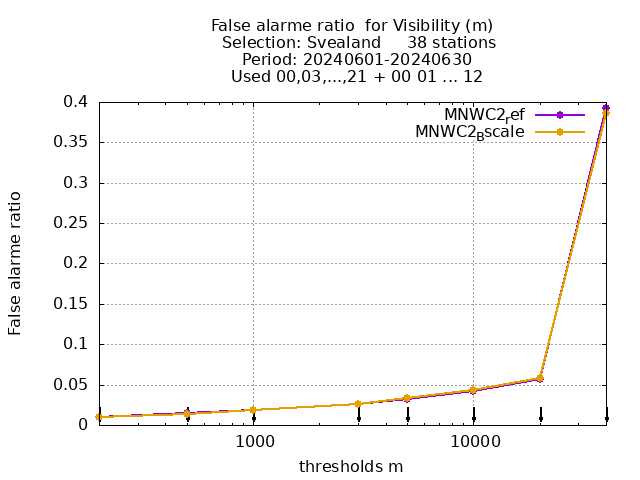 False alarme ratio  for Visibility (m)
Selection: Svealand     38 stations
Period: 20240601-20240630
Used 00,03,...,21 + 00 01 ... 12
MNWC2ref
MNWC2Bscale
0.4
0.35
0.3
0.25
0.2
0.15
0.1
0.05
0
False alarme ratio
1000
10000
thresholds m